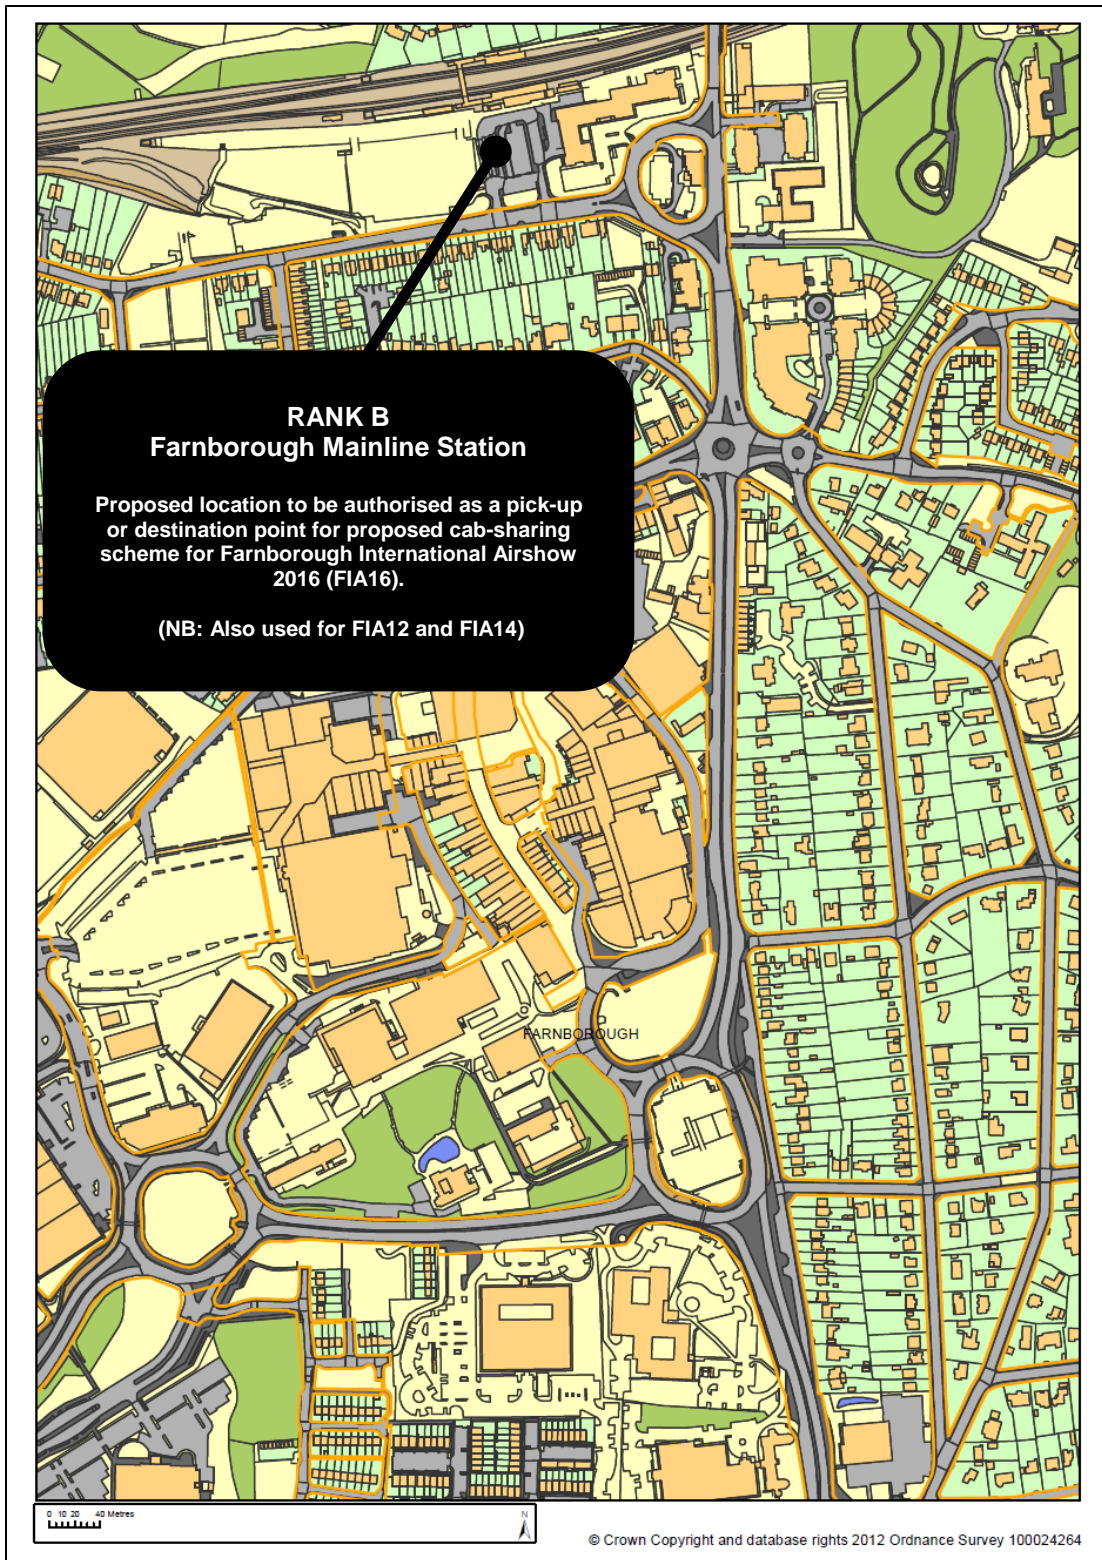 RANK B
Farnborough Mainline Station
Proposed location to be authorised as a pick-up
or destination point for proposed cab-sharing
scheme for Farnborough International Airshow
2016 (FIA16).
(NB: Also used for FIA12 and FIA14)
FARNBOROUGH
0 10 20 40 Metres
N
© Crown Copyright and database rights 2012 Ordnance Survey 100024264